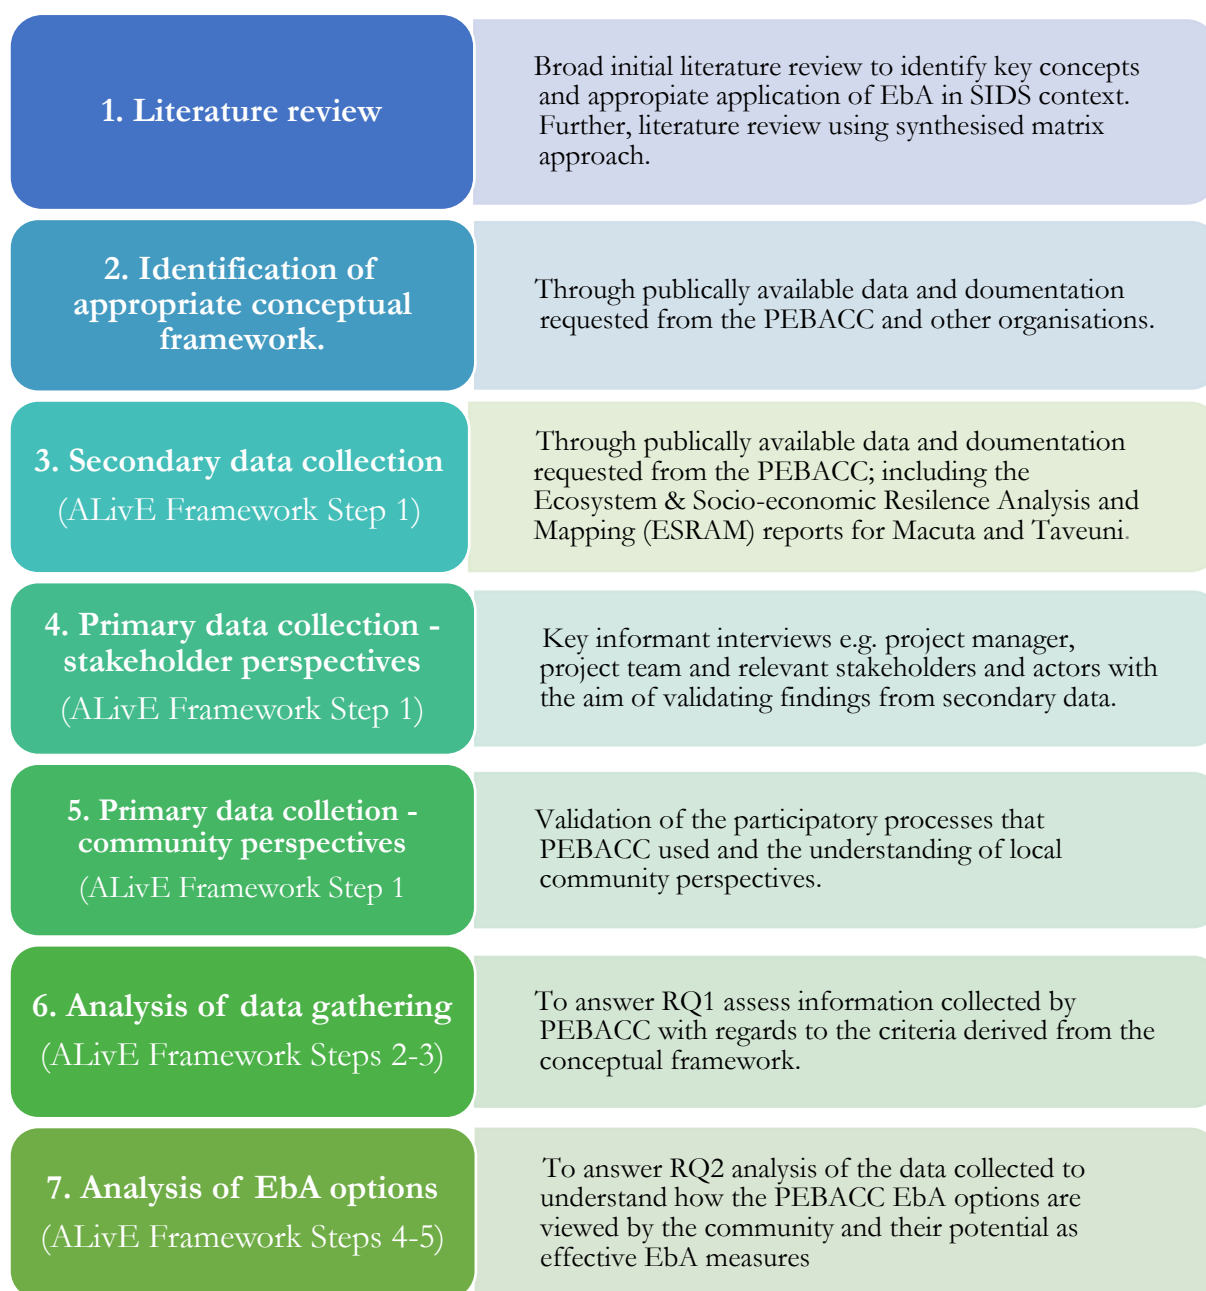 1. Literature review
Broad initial literature review to identify key concepts
and appropiate application of EbA in SIDS context.
Further, literature review using synthesised matrix
approach.
2. Identification of
appropriate conceptual
framework.
Through publically available data and doumentation
requested from the PEBACC and other organisations.
3. Secondary data collection
(ALivE Framework Step 1)
Through publically available data and doumentation
requested from the PEBACC; including the
Ecosystem & Socio-economic Resilence Analysis and
Mapping (ESRAM) reports for Macuta and Taveuni.
4. Primary data collection -
stakeholder perspectives
(ALivE Framework Step 1)
Key informant interviews e.g. project manager,
project team and relevant stakeholders and actors with
the aim of validating findings from secondary data.
5. Primary data colletion -
community perspectives
(ALivE Framework Step 1
Validation of the participatory processes that
PEBACC used and the understanding of local
community perspectives.
6. Analysis of data gathering
(ALivE Framework Steps 2-3)
To answer RQ1 assess information collected by
PEBACC with regards to the criteria derived from the
conceptual framework.
7. Analysis of EbA options
(ALivE Framework Steps 4-5)
To answer RQ2 analysis of the data collected to
understand how the PEBACC EbA options are
viewed by the community and their potential as
effective EbA measures